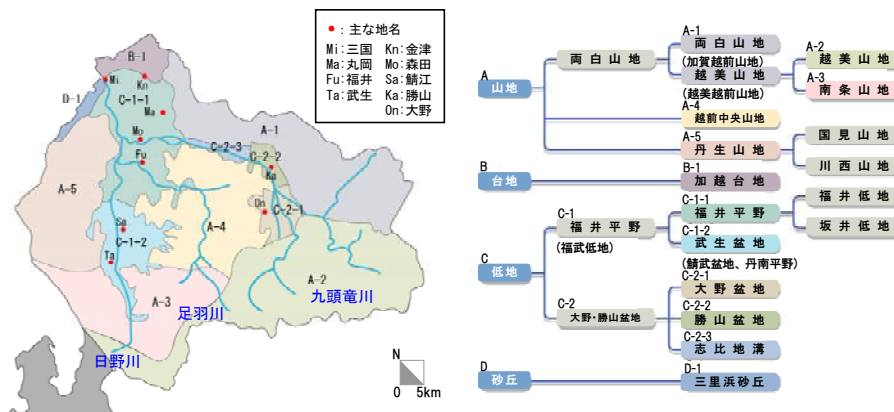 ●：主な地名
Mi：三国 Kn：金津
Ma：丸岡 Mo：森田
Fu：福井 Sa：鯖江
Ta：武生 Ka：勝山
On：大野
B-1
Mi
Kn
D-1
C-1-1
Ma
Mo
A-1
C-2-3
Fu
C-2-2
Ka
A-5
On
C-2-1
A-4
Sa
C-1-2
Ta
A-2
A-3
九頭竜川
足羽川
日野川
N
0 5km
A
山地
両白山地
A-1
両白山地
(加賀越前山地)
越美山地
(越美越前山地)
A-2
越美山地
A-3
南条山地
A-4
越前中央山地
A-5
丹生山地
国見山地
川西山地
B
台地
B-1
加越台地
C
低地
C-1
福井平野
(福武低地)
C-1-1
福井平野
福井低地
坂井低地
C-1-2
武生盆地
(鯖武盆地、丹南平野)
C-2
大野・勝山盆地
C-2-1
大野盆地
C-2-2
勝山盆地
C-2-3
志比地溝
D
砂丘
D-1
三里浜砂丘